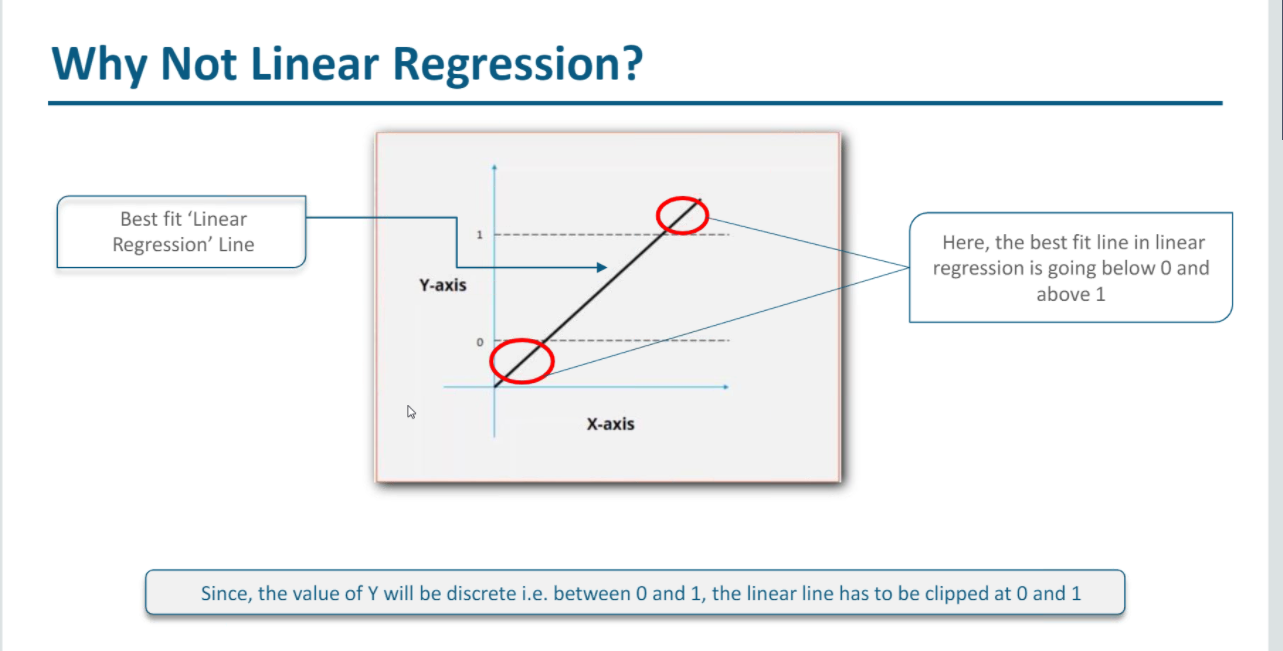 Why Not Linear Regression?
Best fit ‘Linear
Regression’ Line
1
Y-axis
0
X-axis
Here, the best fit line in linear
regression is going below 0 and
above 1
Since, the value of Y will be discrete i.e. between 0 and 1, the linear line has to be clipped at 0 and 1